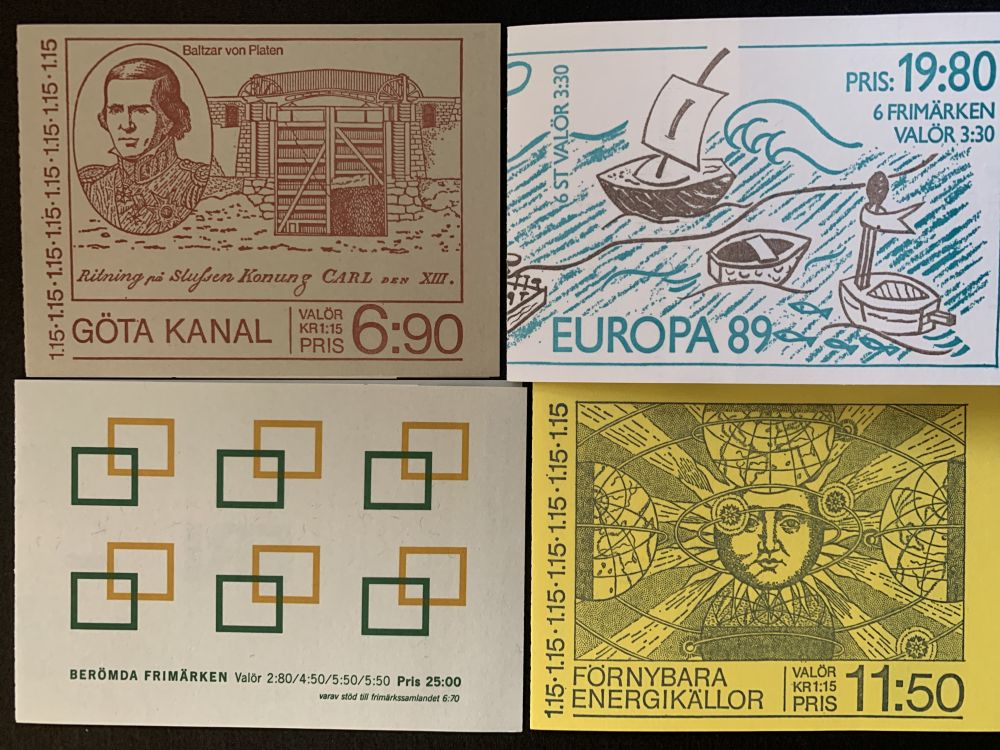 1.15·1.15·1.15·1.15·1.15·1.15
Baltzar von Platen
Ritning på Slußen Konung CARL DEN XIII.
GÖTA KANAL
VALÖR
KR 1:15
PRIS
6:90
6 ST VALÖR 3:30
PRIS: 19:80
6 FRIMÄRKEN
VALÖR 3:30
EUROPA 89
BERÖMDA FRIMÄRKEN Valör 2:80/4:50/5:50/5:50 Pris 25:00
varav stöd till frimärkssamlandet 6:70
1.15·1.15·1.15·1.15·1.15·1.15
FÖRNYBARA
ENERGIKÄLLOR
VALÖR
KR 1:15
PRIS
11:50